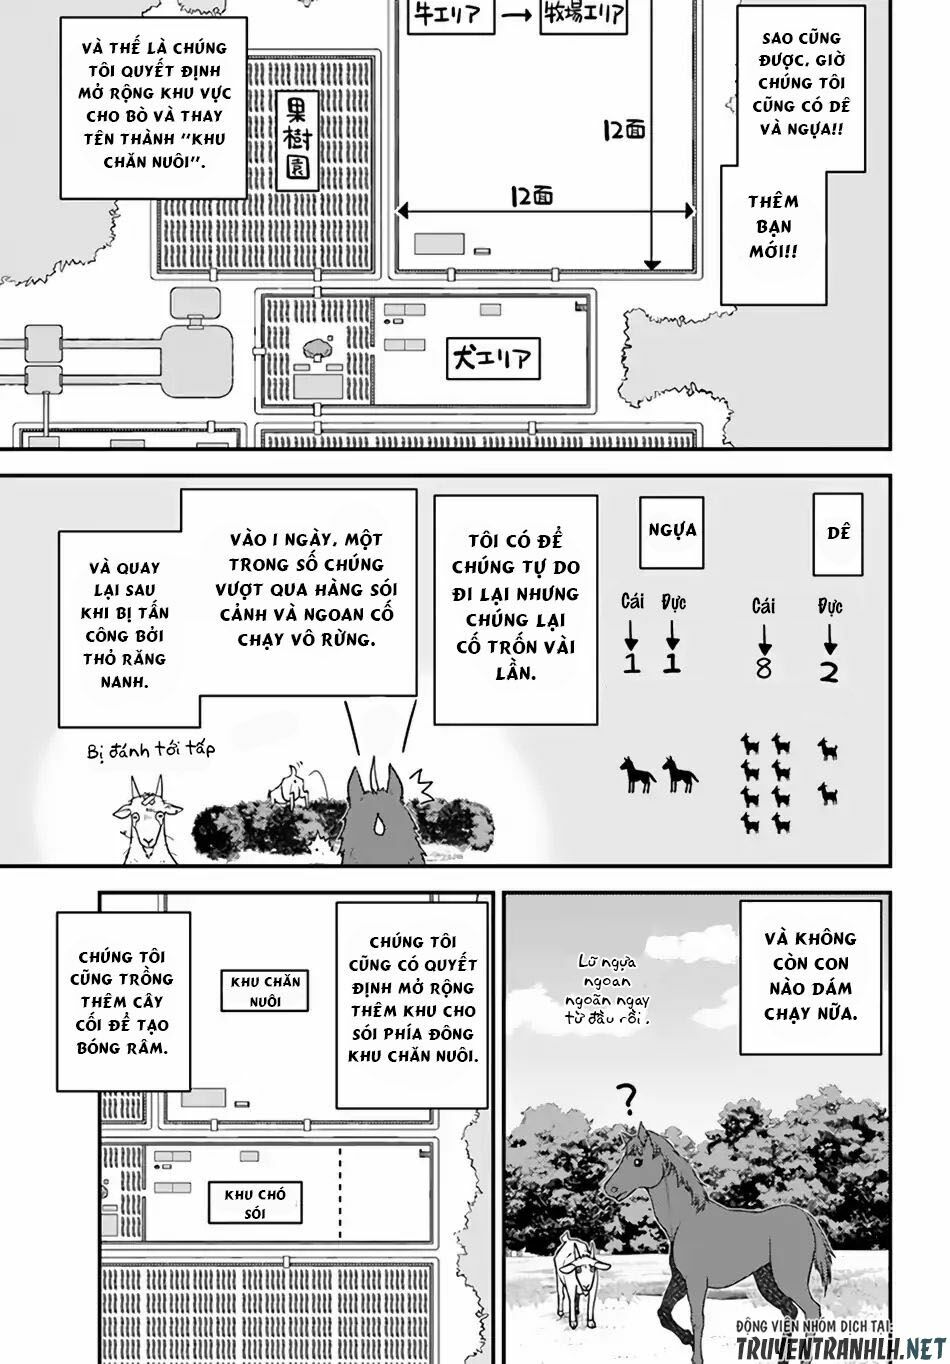 SAO CŨNG
ĐƯỢC, GIỜ
CHÚNG TÔI
CŨNG CÓ DÊ
VÀ NGỰA!!
THÊM
BẠN
MỚI!!
牛エリア → 牧場エリア
12面
12面
果樹園
犬エリア
VÀ THẾ LÀ CHÚNG
TÔI QUYẾT ĐỊNH
MỞ RỘNG KHU VỰC
CHO BÒ VÀ THAY
TÊN THÀNH "KHU
CHĂN NUÔI".
DÊ
Cái Đực
8 2
NGỰA
Cái Đực
1 1
TÔI CÓ ĐỂ
CHÚNG TỰ DO
ĐI LẠI NHƯNG
CHÚNG LẠI
CỐ TRỐN VÀI
LẦN.
VÀO 1 NGÀY, MỘT
TRONG SỐ CHÚNG
VƯỢT QUA HÀNG SÓI
CẢNH VÀ NGOAN CỐ
CHẠY VÔ RỪNG.
VÀ QUAY
LẠI SAU
KHI BỊ TẤN
CÔNG BỞI
THỎ RĂNG
NANH.
Bị đánh tới tấp
VÀ KHÔNG
CÒN CON
NÀO DÁM
CHẠY NỮA.
Lũ ngựa
ngoan
ngoãn ngay
từ đầu rồi.
?
CHÚNG TÔI
CŨNG CÓ QUYẾT
ĐỊNH MỞ RỘNG
THÊM KHU CHO
SÓI PHÍA ĐÔNG
KHU CHĂN NUÔI.
KHU CHĂN
NUÔI
CHÚNG TÔI
CŨNG TRỒNG
THÊM CÂY
CỐI ĐỂ TẠO
BÓNG RÂM.
KHU CHÓ
SÓI
ĐỘNG VIÊN NHÓM DỊCH TẠI:
TRUYENTRANHLH.NET